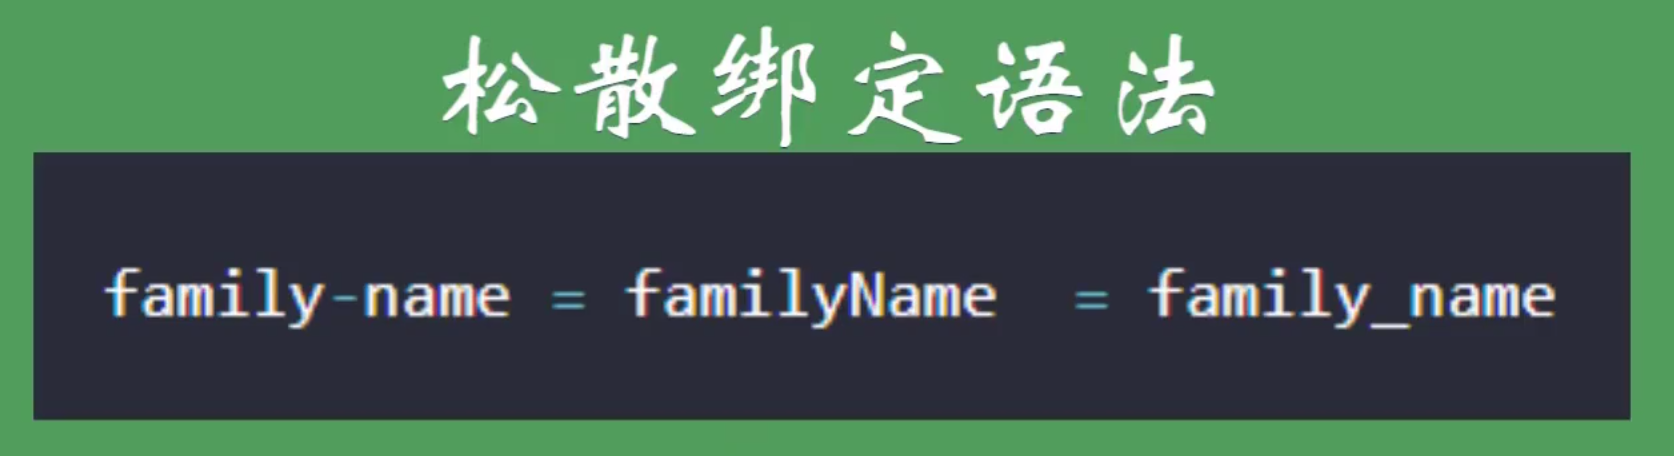 松散绑定语法
family-name = familyName  = family_name